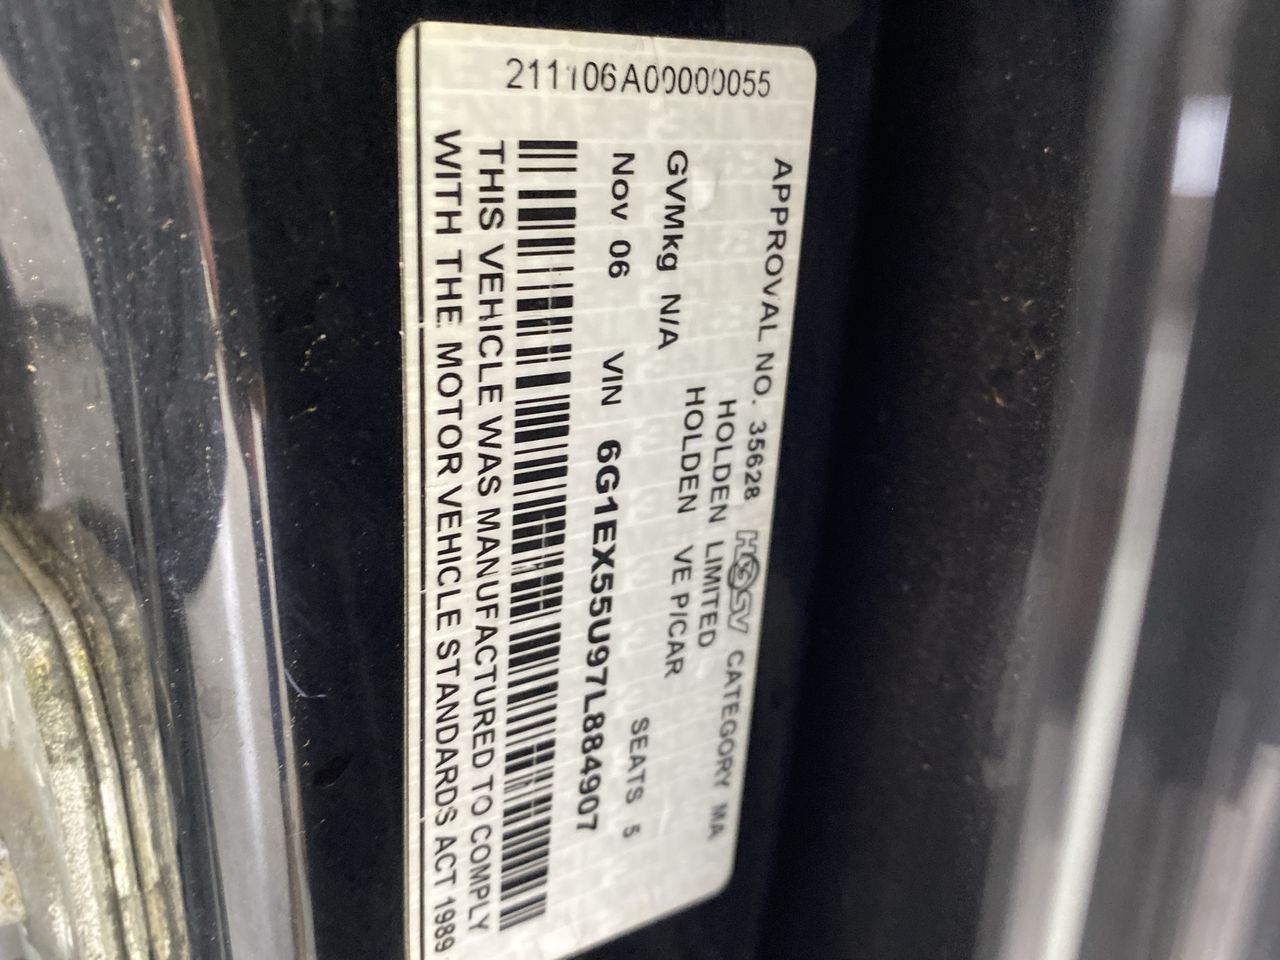 211106A00000055
APPROVAL NO. 35628 HSV CATEGORY MA
HOLDEN LIMITED
HOLDEN VE P/CAR
GVMkg N/A SEATS 5
Nov 06 VIN 6G1EX55U97L884907
THIS VEHICLE WAS MANUFACTURED TO COMPLY
WITH THE MOTOR VEHICLE STANDARDS ACT 1989